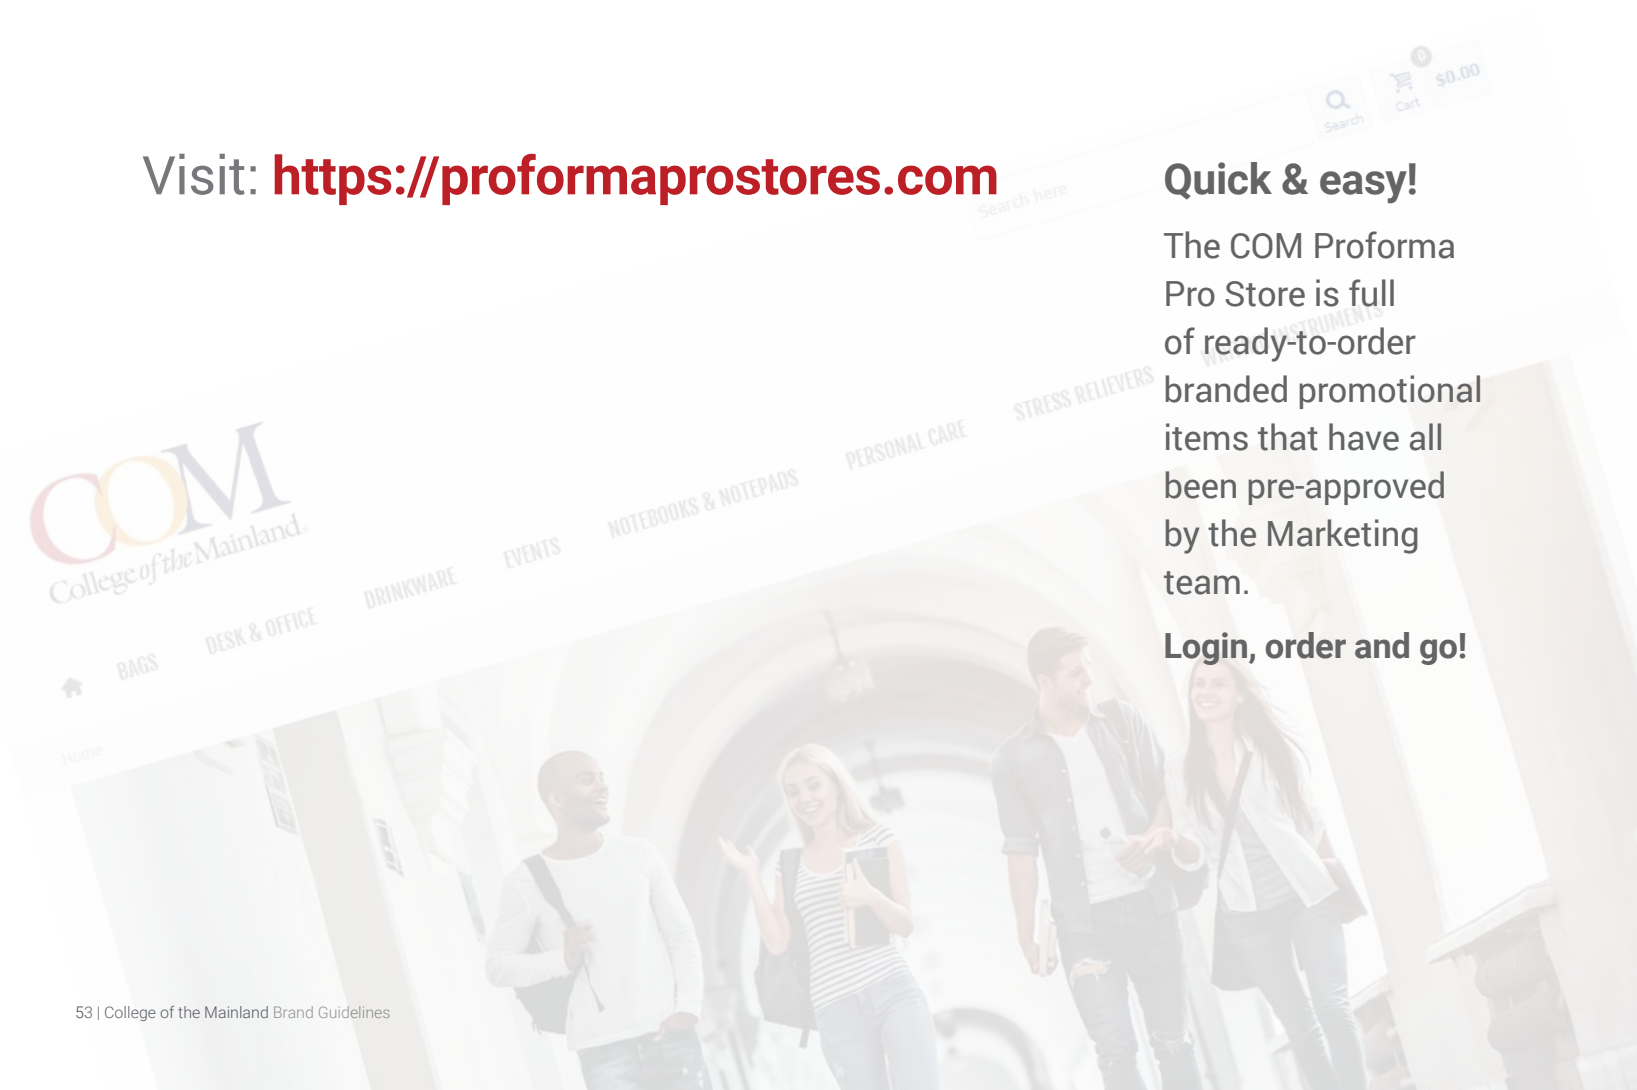 Visit: https://proformaprostores.com
Quick & easy!
The COM Proforma
Pro Store is full
of ready-to-order
branded promotional
items that have all
been pre-approved
by the Marketing
team.
Login, order and go!
0
Search
Cart
$0.00
Search here
COM
College of the Mainland®
BAGS
DESK & OFFICE
DRINKWARE
EVENTS
NOTEBOOKS & NOTEPADS
PERSONAL CARE
STRESS RELIEVERS
WRITING INSTRUMENTS
Home
53 | College of the Mainland Brand Guidelines